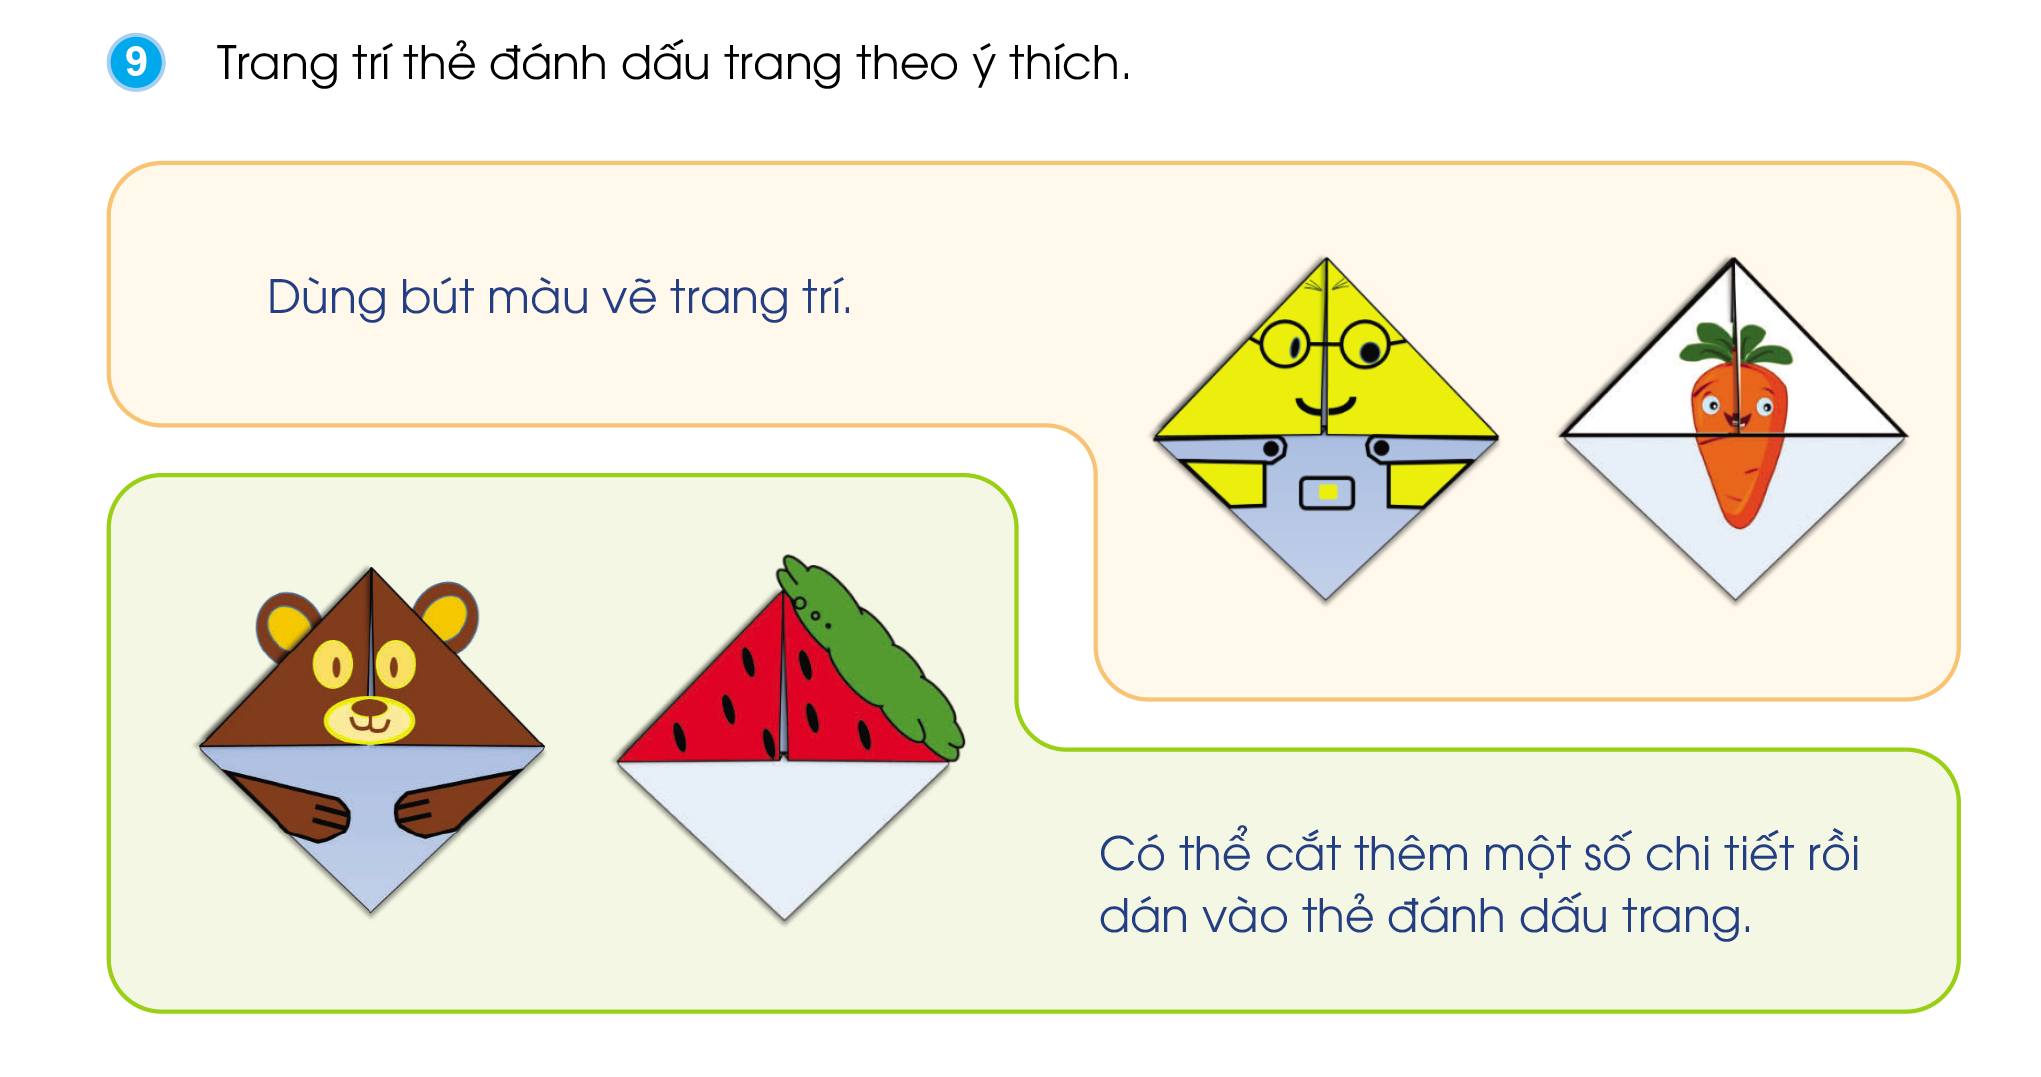 9 Trang trí thẻ đánh dấu trang theo ý thích.
Dùng bút màu vẽ trang trí.
Có thể cắt thêm một số chi tiết rồi
dán vào thẻ đánh dấu trang.